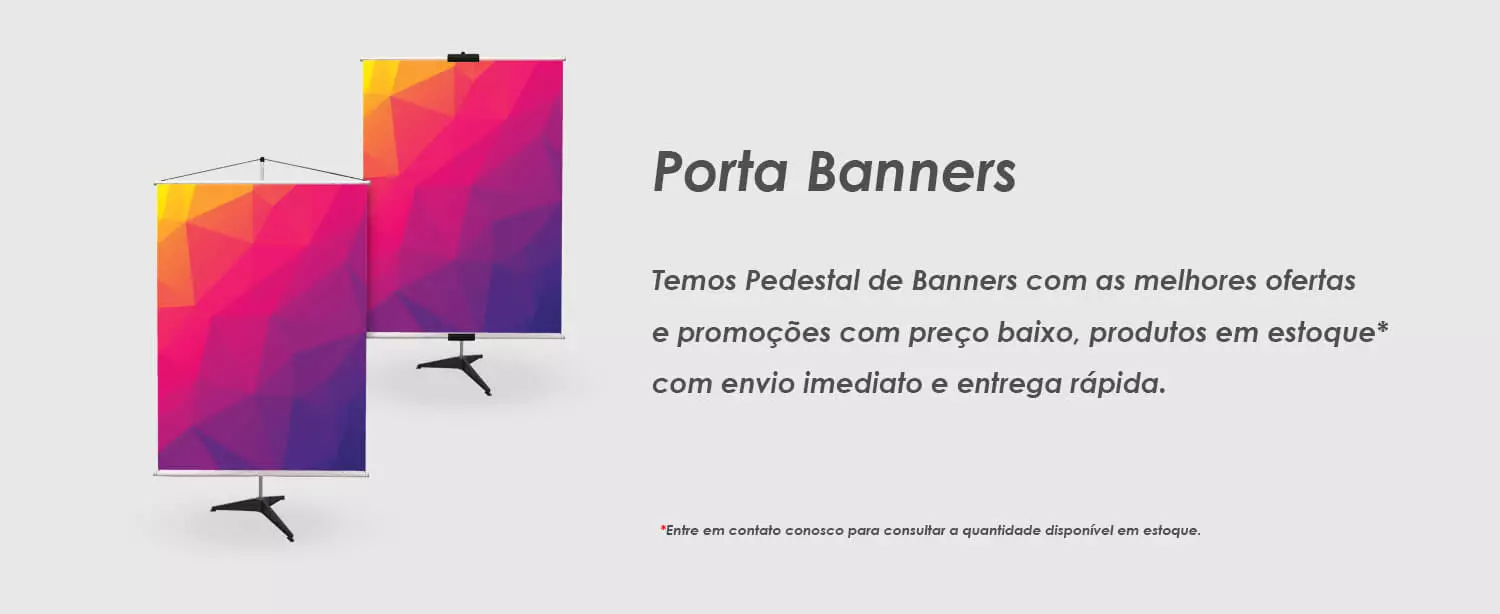 Porta Banners
Temos Pedestal de Banners com as melhores ofertas
e promoções com preço baixo, produtos em estoque*
com envio imediato e entrega rápida.
*Entre em contato conosco para consultar a quantidade disponível em estoque.